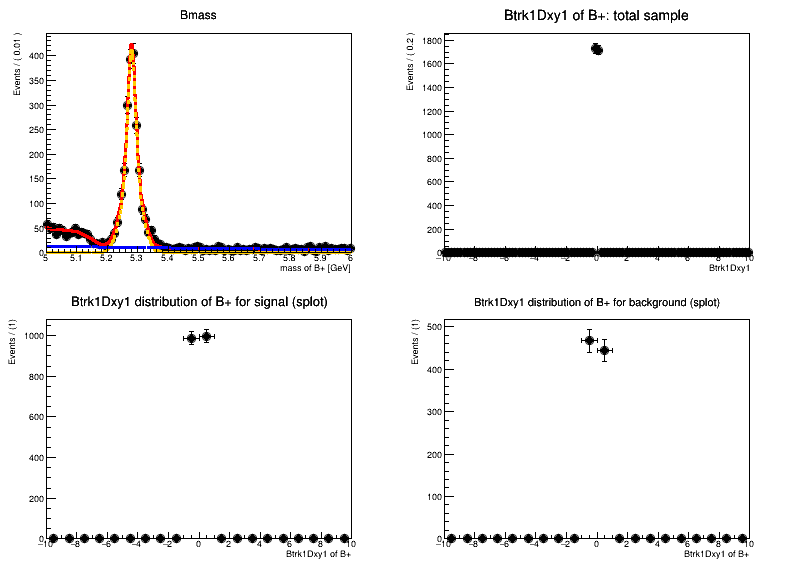 Bmass
Events / ( 0.01 )
400
350
300
250
200
150
100
50
0
5 5.1 5.2 5.3 5.4 5.5 5.6 5.7 5.8 5.9 6
mass of B+ [GeV]
Btrk1Dxy1 of B+: total sample
Events / ( 0.2 )
1800
1600
1400
1200
1000
800
600
400
200
0
−10 −8 −6 −4 −2 0 2 4 6 8 10
Btrk1Dxy1
Btrk1Dxy1 distribution of B+ for signal (splot)
Events / (1)
1000
800
600
400
200
0
−10 −8 −6 −4 −2 0 2 4 6 8 10
Btrk1Dxy1 of B+
Btrk1Dxy1 distribution of B+ for background (splot)
Events / (1)
500
400
300
200
100
0
−10 −8 −6 −4 −2 0 2 4 6 8 10
Btrk1Dxy1 of B+